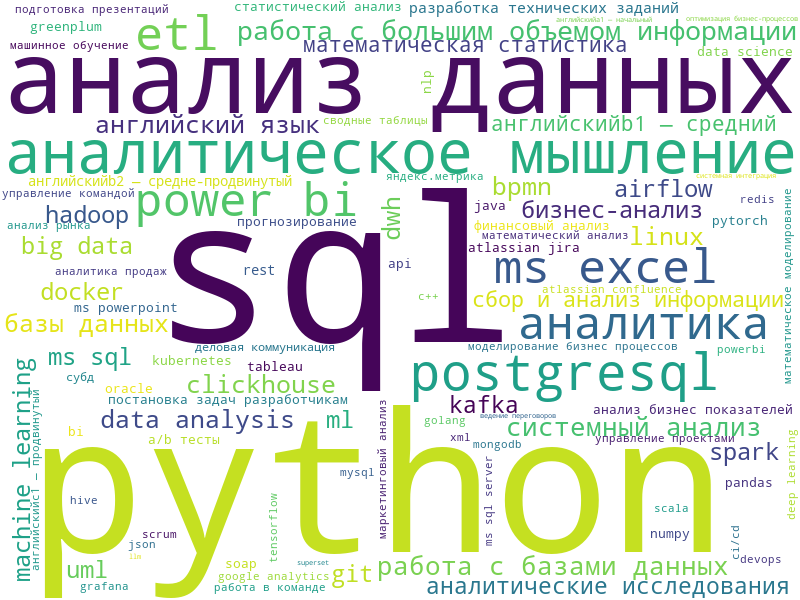 подготовка презентаций
статистический анализ
разработка технических заданий
greenplum
etl
английскийa1 — начальный
оптимизация бизнес-процессов
работа с большим объемом информации
машинное обучение
математическая статистика
data science
анализ данных
nlp
английский язык
сводные таблицы
английскийb1 — средний
аналитическое мышление
английскийb2 — средне-продвинутый
яндекс.метрика
системная интеграция
управление командой
power bi
bpmn
airflow
математическое моделирование
redis
hadoop
прогнозирование
dwh
java
бизнес-анализ
pytorch
анализ рынка
sql
финансовый анализ
математический анализ
linux
big data
atlassian jira
аналитика продаж
rest
api
ms excel
docker
c++
atlassian confluence
сбор и анализ информации
ms powerpoint
базы данных
аналитика
деловая коммуникация
моделирование бизнес процессов
powerbi
ms sql
kubernetes
tableau
postgresql
субд
oracle
clickhouse
постановка задач разработчикам
kafka
анализ бизнес показателей
data analysis
ml
маркетинговый анализ
golang
ведение переговоров
системный анализ
machine learning
английскийc1 — продвинутый
bi
a/b тесты
xml
mongodb
управление проектами
deep learning
python
spark
mysql
ms sql server
pandas
hive
tensorflow
scala
scrum
json
numpy
ci/cd
llm
superset
devops
uml
soap
google analytics
git
работа с базами данных
grafana
работа в команде
аналитические исследования